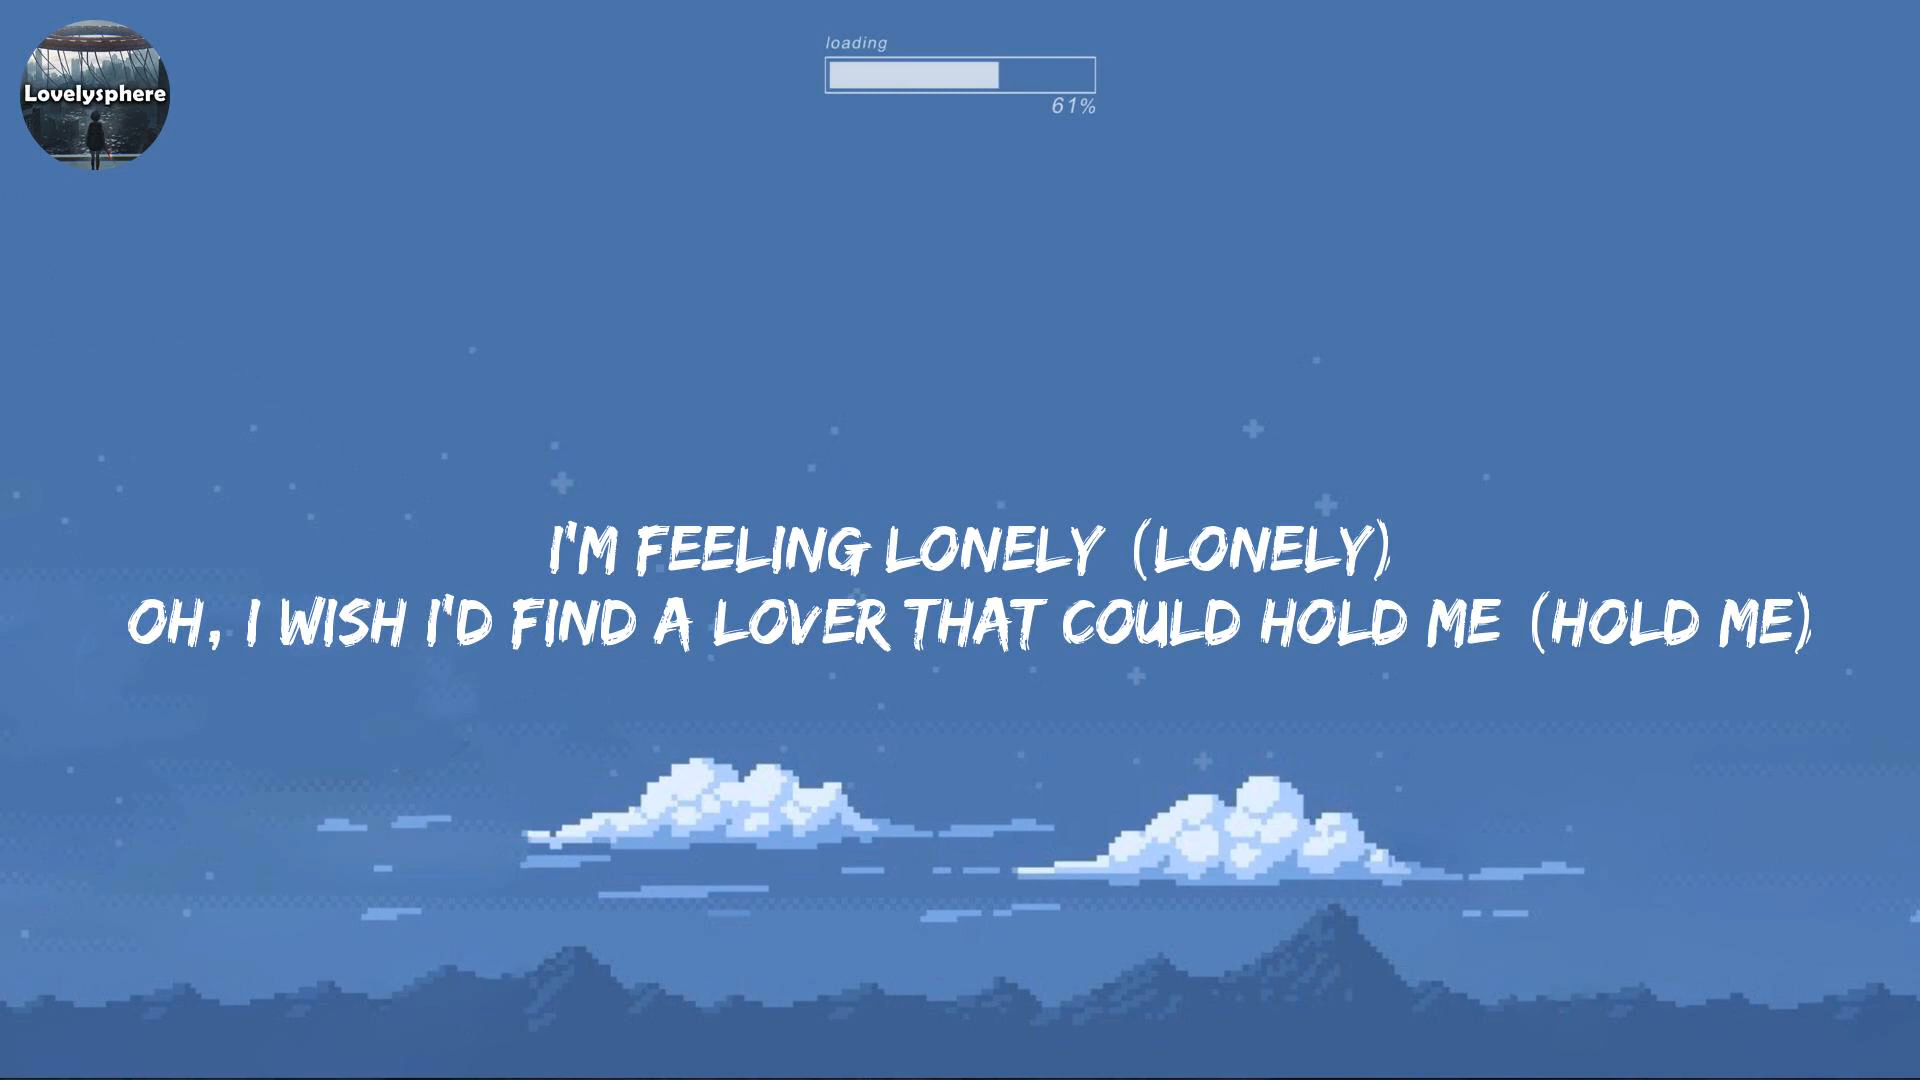 Lovelysphere
loading
61%
I'M FEELING LONELY (LONELY)
OH, I WISH I'D FIND A LOVER THAT COULD HOLD ME (HOLD ME)